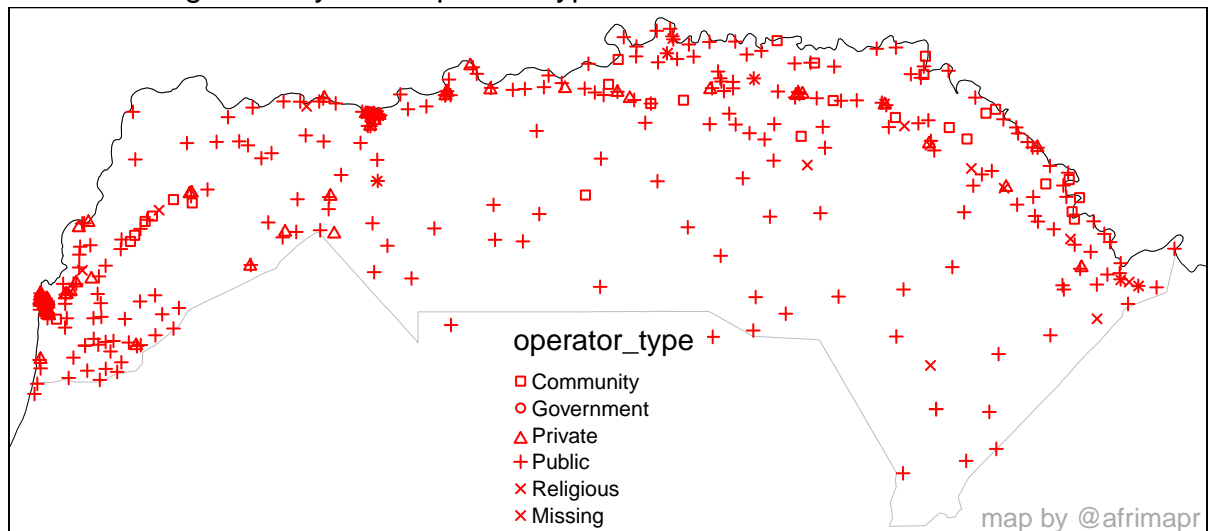 operator_type
Community
Government
Private
Public
Religious
Missing
map by @afrimapr